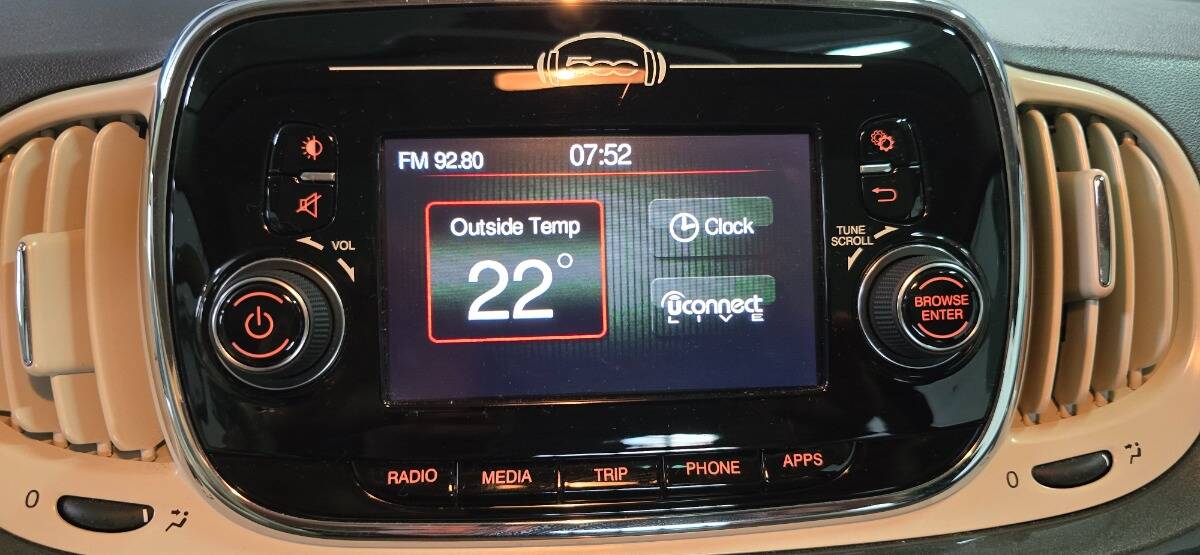 500
FM 92.80
07:52
Outside Temp
22°
Clock
uconnect
LIVE
VOL
TUNE
SCROLL
BROWSE
ENTER
RADIO
MEDIA
TRIP
PHONE
APPS
0
0